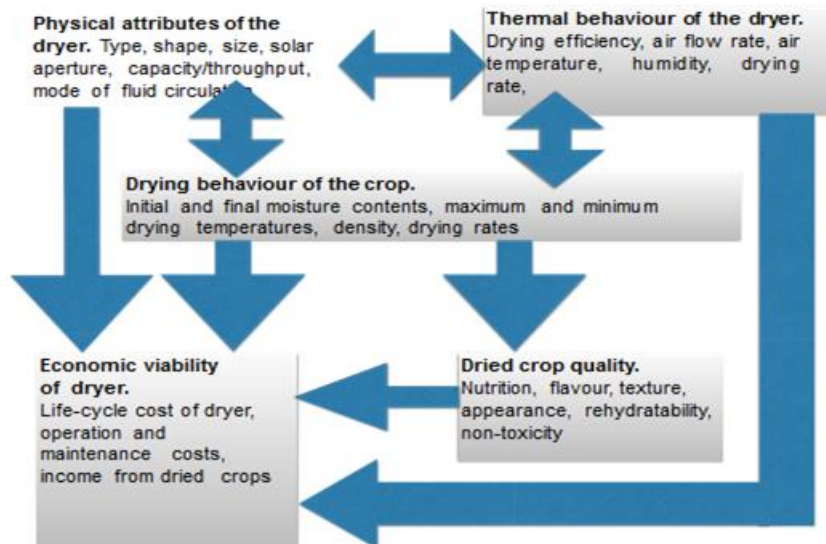 Physical attributes of the
dryer. Type, shape, size, solar
aperture, capacity/throughput,
mode of fluid
Thermal behaviour of the dryer.
Drying efficiency, air flow rate, air
temperature, humidity, drying
rate,
Drying behaviour of the crop.
Initial and final moisture contents, maximum and minimum
drying temperatures, density, drying rates
Economic viability
of dryer.
Life-cycle cost of dryer,
operation and
maintenance costs,
income from dried crops
Dried crop quality.
Nutrition, flavour, texture,
appearance, rehydratability,
non-toxicity